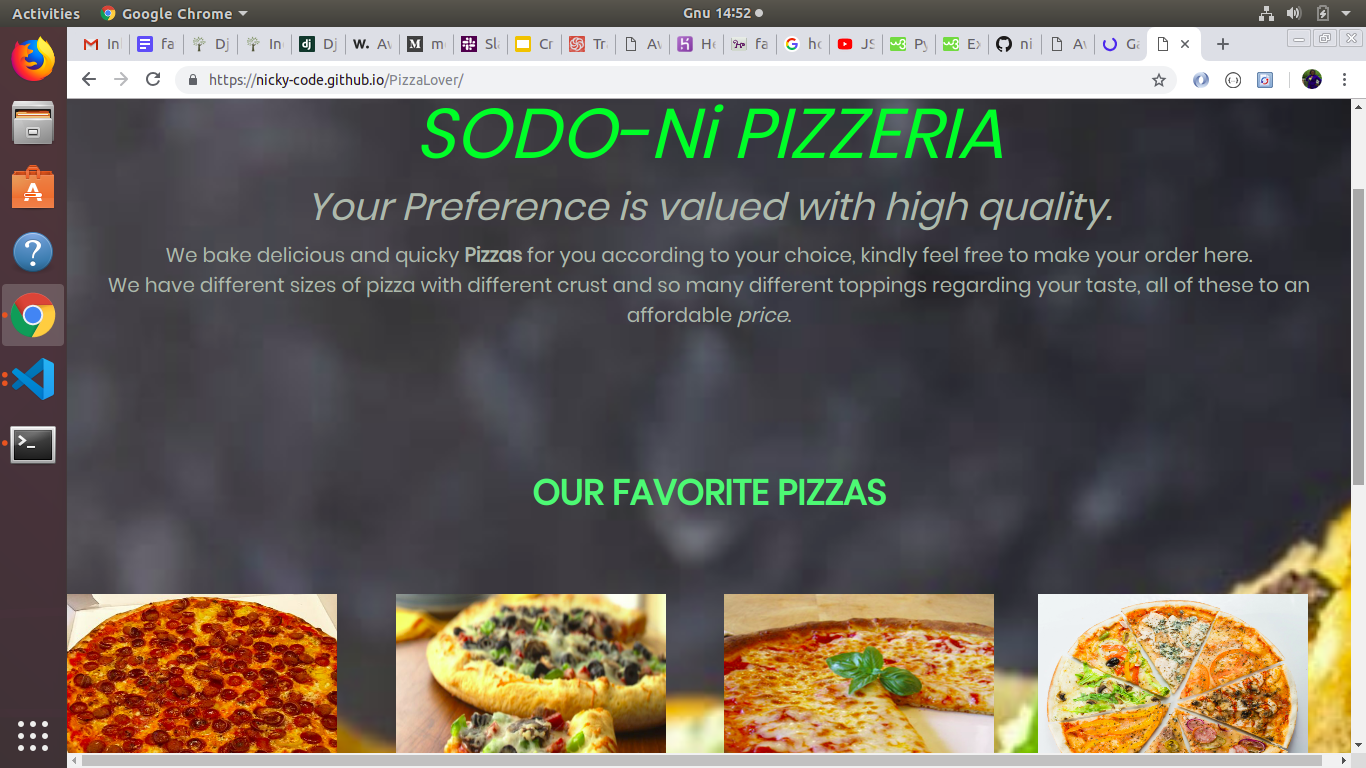 Activities Google Chrome Gnu 14:52
In fa Dj In Dj Av M m Sla Cr Tra Av He fa ho JS Py Ex ni Av Ga
https://nicky-code.github.io/PizzaLover/
SODO-Ni PIZZERIA
Your Preference is valued with high quality.
We bake delicious and quicky Pizzas for you according to your choice, kindly feel free to make your order here.
We have different sizes of pizza with different crust and so many different toppings regarding your taste, all of these to an
affordable price.
OUR FAVORITE PIZZAS